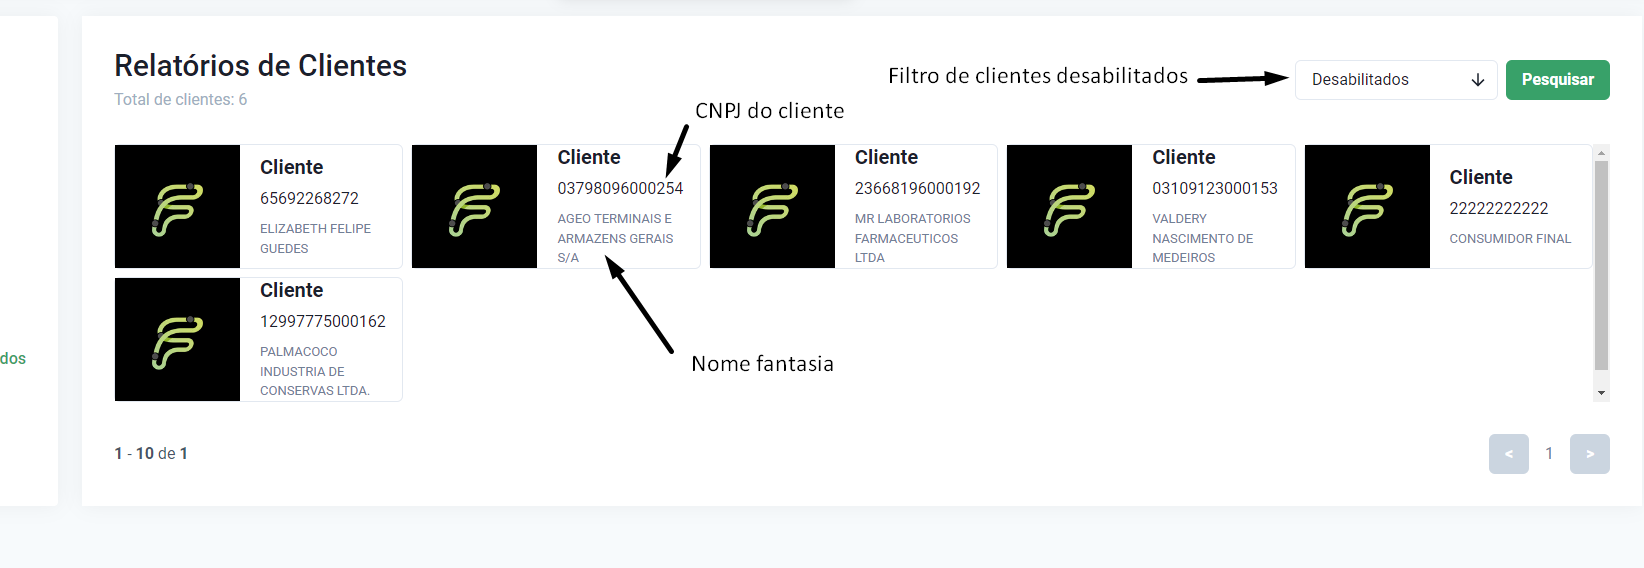 Relatórios de Clientes
Total de clientes: 6
Filtro de clientes desabilitados
Desabilitados
Pesquisar
CNPJ do cliente
Cliente
65692268272
ELIZABETH FELIPE
GUEDES
Cliente
03798096000254
AGEO TERMINAIS E
ARMAZENS GERAIS
S/A
Cliente
23668196000192
MR LABORATORIOS
FARMACEUTICOS
LTDA
Cliente
03109123000153
VALDERY
NASCIMENTO DE
MEDEIROS
Cliente
22222222222
CONSUMIDOR FINAL
Cliente
12997775000162
PALMACOCO
INDUSTRIA DE
CONSERVAS LTDA.
Nome fantasia
dos
1 - 10 de 1
< 1 >